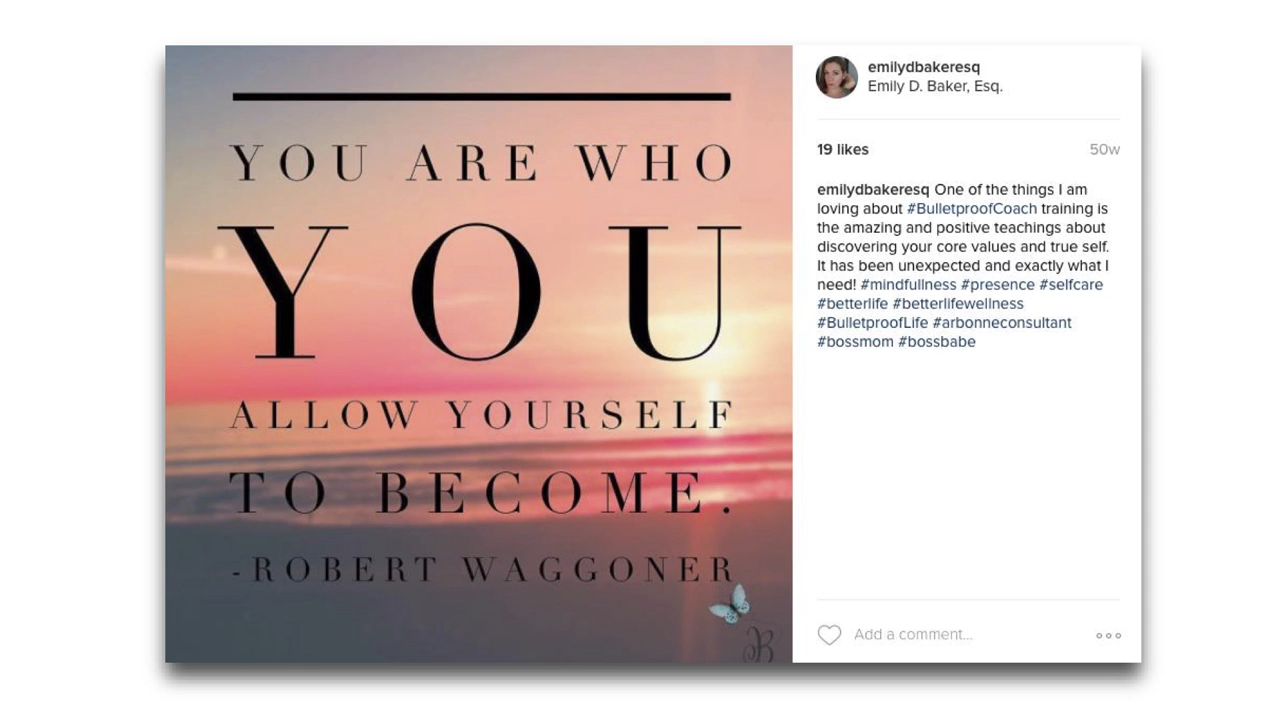 YOU ARE WHO
YOU
ALLOW YOURSELF
TO BECOME.
-ROBERT WAGGONER
emilydbakeresq
Emily D. Baker, Esq.
19 likes 50w
emilydbakeresq One of the things I am
loving about #BulletproofCoach training is
the amazing and positive teachings about
discovering your core values and true self.
It has been unexpected and exactly what I
need! #mindfullness #presence #selfcare
#betterlife #betterlifewellness
#BulletproofLife #arbonneconsultant
#bossmom #bossbabe
Add a comment...